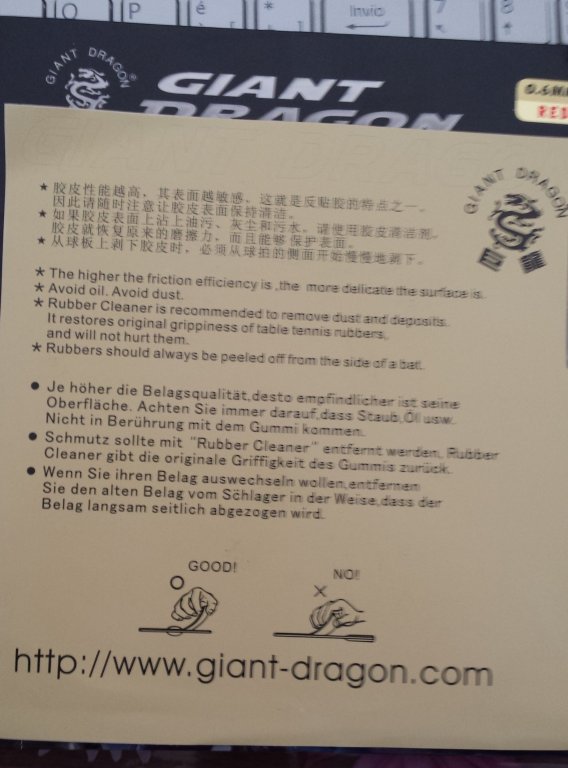 O
P
é
*
[
]
Invio
7
8
GIANT DRAGON
®
GIANT
DRAGON
0.6MM
RED
GIANT DRAGON
巨龍
★ 胶皮性能越高、其表面越敏感、这就是反贴胶的特点之一。
因此请随时注意让胶皮表面保持清洁。
★ 如果胶皮表面上沾上油污、灰尘和污水、请使用胶皮清洁剂。
胶皮就恢复原来的磨擦力、而且能够保护表面。
★ 从球板上剥下胶皮时、必须从球拍的侧面开始慢慢地剥下。
★ The higher the friction efficiency is ,the more delicate the surface is.
★ Avoid oil. Avoid dust.
★ Rubber Cleaner is recommended to remove dust and deposits.
It restores original grippiness of table tennis rubbers,
and will not hurt them.
★ Rubbers should always be peeled off from the side of a bat.
● Je höher die Belagsqualität,desto empfindlicher ist seine
Oberfläche. Achten Sie immer darauf,dass Staub,Öl usw.
Nicht in Berührung mit dem Gummi kommen.
● Schmutz sollte mit "Rubber Cleaner" entfernt werden. Rubber
Cleaner gibt die originale Griffigkeit des Gummis zurück.
● Wenn Sie ihren Belag auswechseln wollen,entfernen
Sie den alten Belag vom Schlager in der Weise,dass der
Belag langsam seitlich abgezogen wird.
GOOD!
NO!
http://www.giant-dragon.com